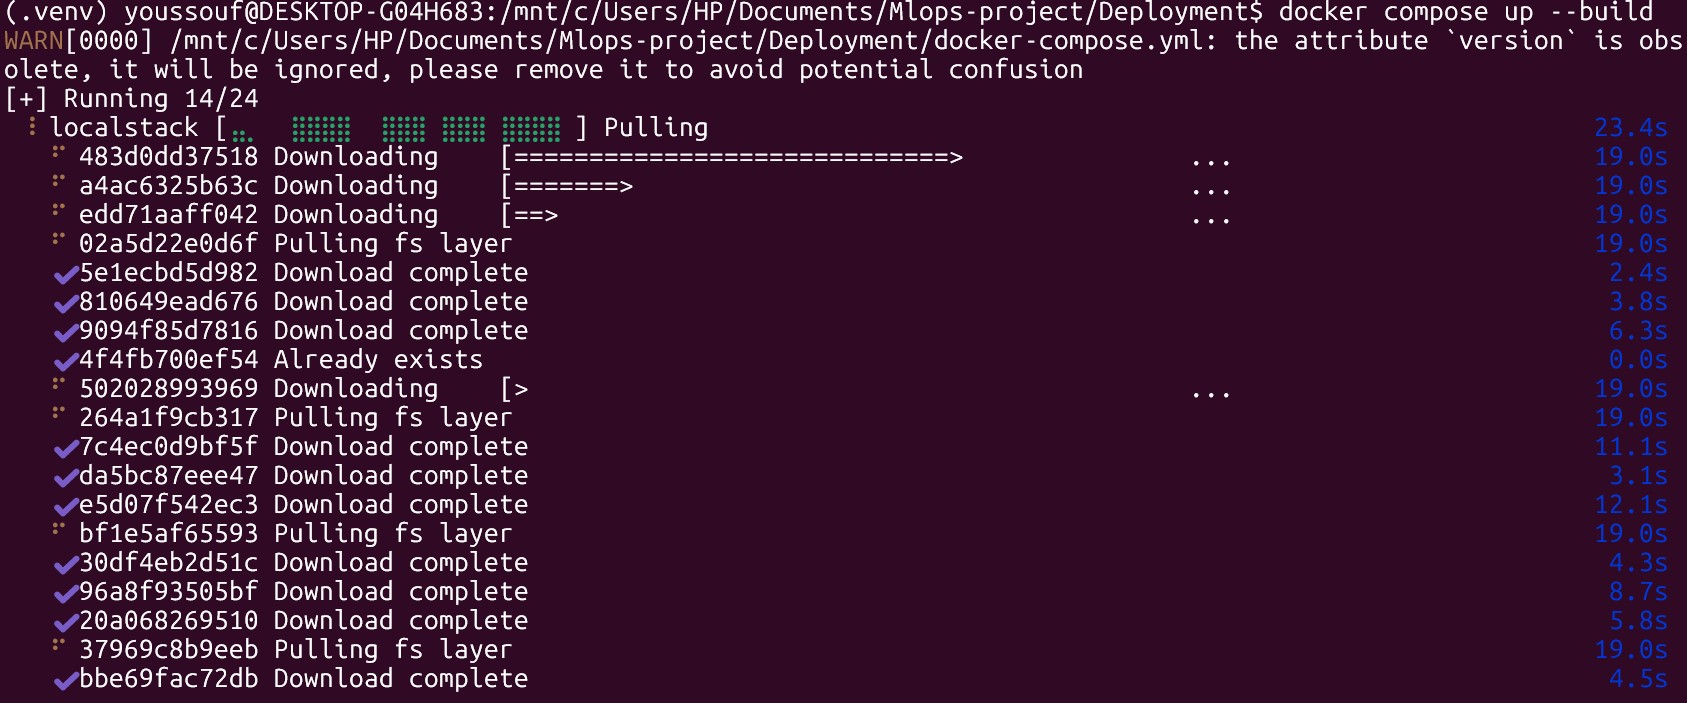 (.venv) youssouf@DESKTOP-G04H683:/mnt/c/Users/HP/Documents/Mlops-project/Deployment$ docker compose up --build
WARN[0000] /mnt/c/Users/HP/Documents/Mlops-project/Deployment/docker-compose.yml: the attribute `version` is obs
olete, it will be ignored, please remove it to avoid potential confusion
[+] Running 14/24
⠸ localstack [⣤⡀ ⣿⣿⣿⣿ ⣿⣿⣿ ⣿⣿⣿ ⣿⣿⣿⣿ ] Pulling 23.4s
⠋ 483d0dd37518 Downloading [=============================> ... 19.0s
⠋ a4ac6325b63c Downloading [=======> ... 19.0s
⠋ edd71aaff042 Downloading [==> ... 19.0s
⠋ 02a5d22e0d6f Pulling fs layer 19.0s
✔ 5e1ecbd5d982 Download complete 2.4s
✔ 810649ead676 Download complete 3.8s
✔ 9094f85d7816 Download complete 6.3s
✔ 4f4fb700ef54 Already exists 0.0s
⠋ 502028993969 Downloading [> ... 19.0s
⠋ 264a1f9cb317 Pulling fs layer 19.0s
✔ 7c4ec0d9bf5f Download complete 11.1s
✔ da5bc87eee47 Download complete 3.1s
✔ e5d07f542ec3 Download complete 12.1s
⠋ bf1e5af65593 Pulling fs layer 19.0s
✔ 30df4eb2d51c Download complete 4.3s
✔ 96a8f93505bf Download complete 8.7s
✔ 20a068269510 Download complete 5.8s
⠋ 37969c8b9eeb Pulling fs layer 19.0s
✔ bbe69fac72db Download complete 4.5s